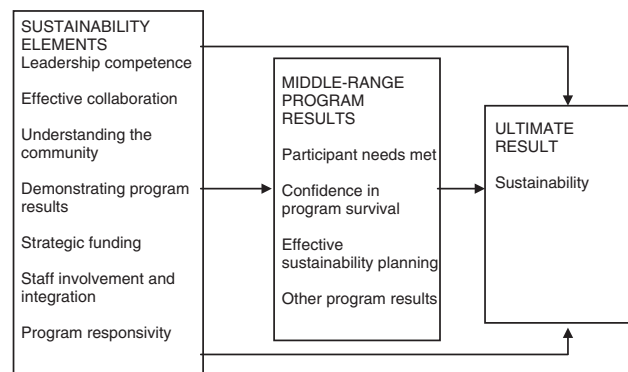 SUSTAINABILITY
ELEMENTS
Leadership competence
Effective collaboration
Understanding the
community
Demonstrating program
results
Strategic funding
Staff involvement and
integration
Program responsivity
MIDDLE-RANGE
PROGRAM
RESULTS
Participant needs met
Confidence in
program survival
Effective
sustainability planning
Other program results
ULTIMATE
RESULT
Sustainability